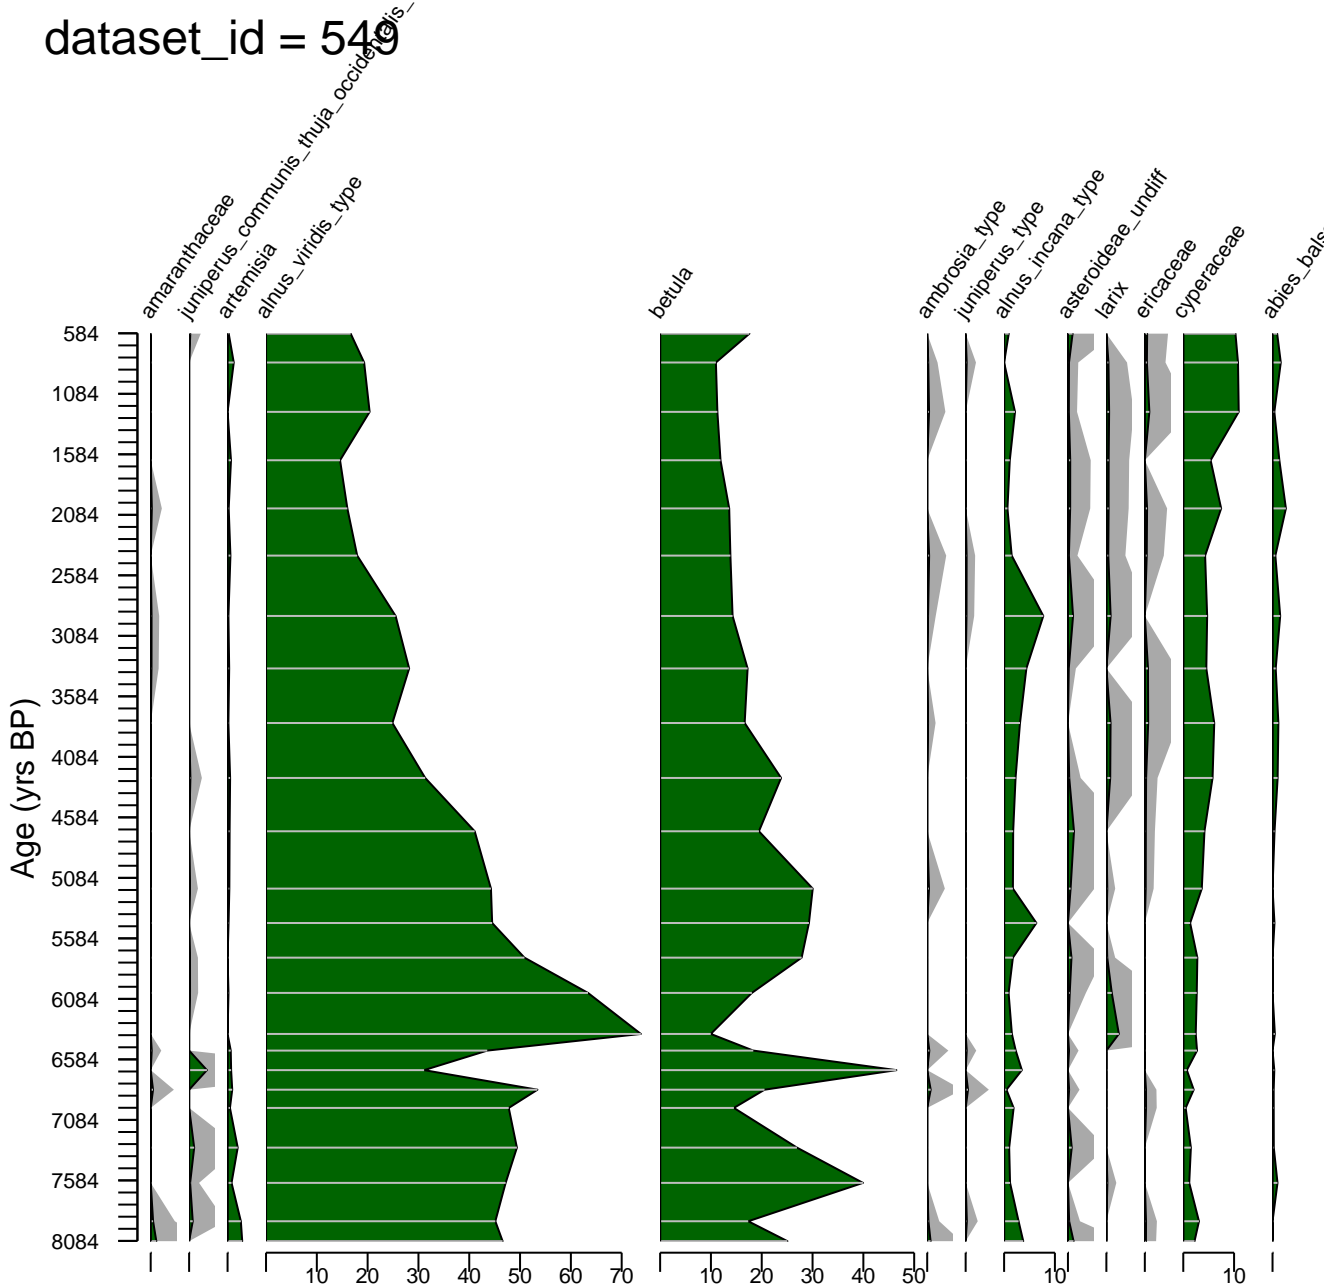 dataset_id = 549
amaranthaceae
juniperus_communis_thuja_occidentalis_
artemisia
alnus_viridis_type
betula
ambrosia_type
juniperus_type
alnus_incana_type
asteroideae_undiff
larix
ericaceae
cyperaceae
abies_bals
Age (yrs BP)
584
1084
1584
2084
2584
3084
3584
4084
4584
5084
5584
6084
6584
7084
7584
8084
10 20 30 40 50 60 70 10 20 30 40 50 10 10